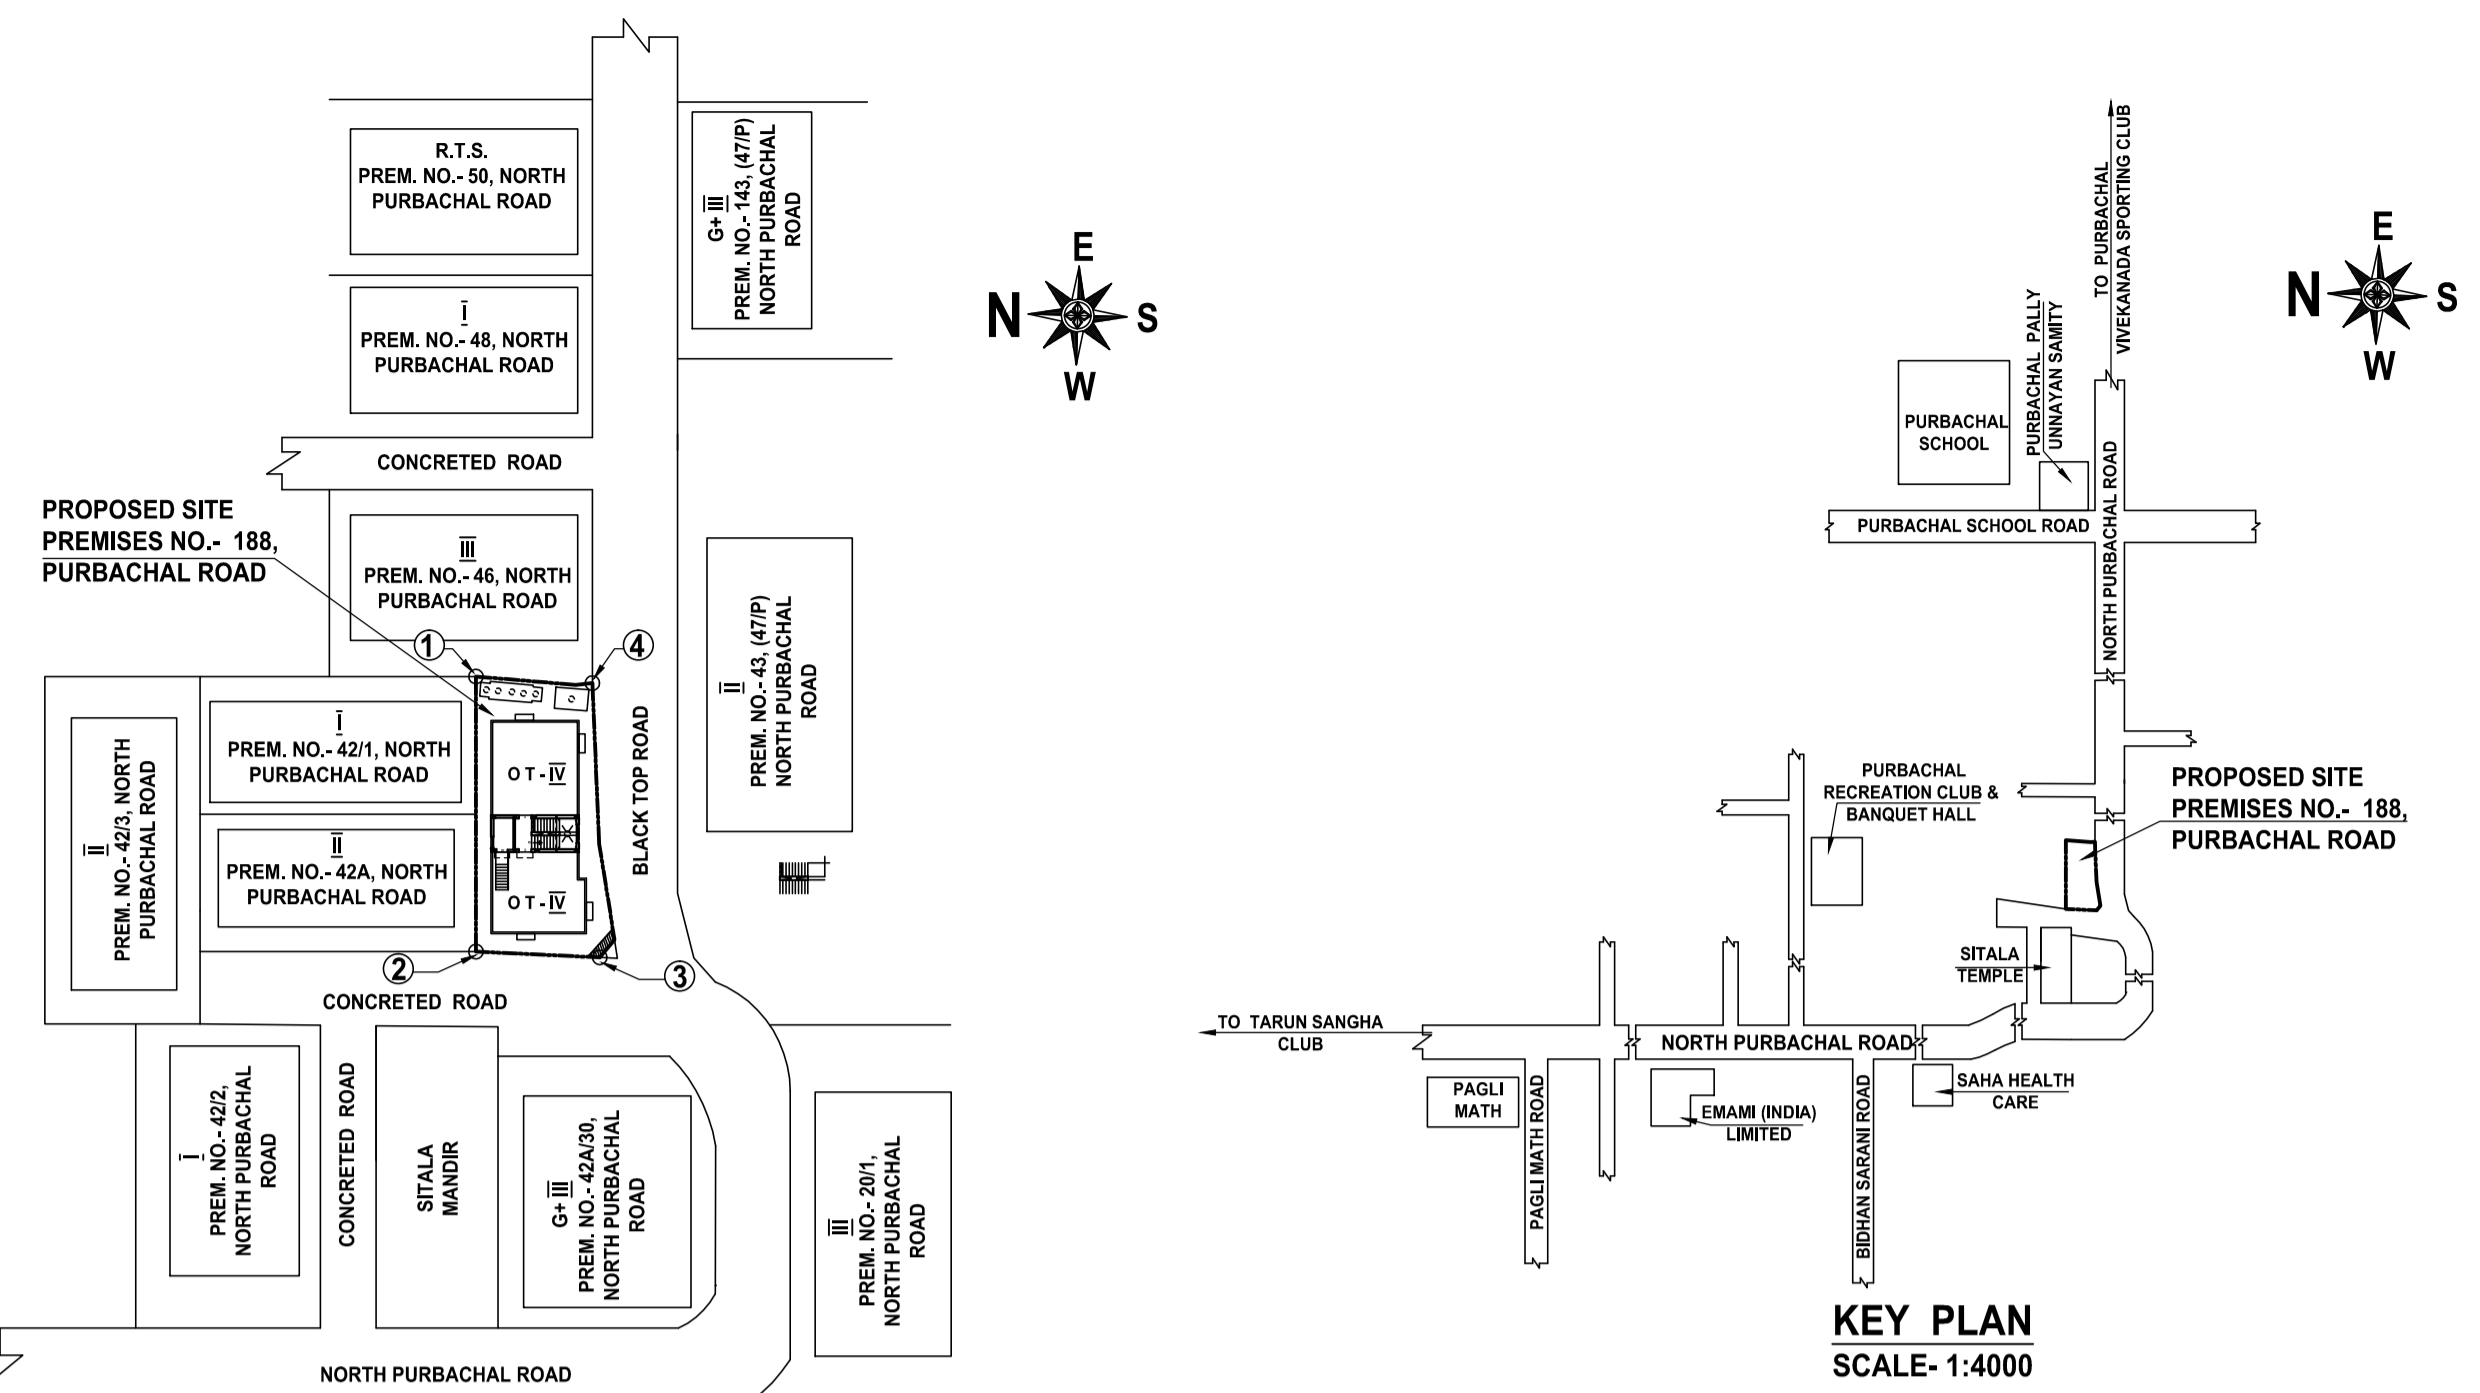 R.T.S.
PREM. NO.- 50, NORTH
PURBACHAL ROAD
G+ III
PREM. NO.- 143, (47/P)
NORTH PURBACHAL
ROAD
I
PREM. NO.- 48, NORTH
PURBACHAL ROAD
CONCRETED ROAD
PROPOSED SITE
PREMISES NO.- 188,
PURBACHAL ROAD
III
PREM. NO.- 46, NORTH
PURBACHAL ROAD
1
4
II
PREM. NO.- 43, (47/P)
NORTH PURBACHAL
ROAD
II
PREM. NO.- 42/3, NORTH
PURBACHAL ROAD
I
PREM. NO.- 42/1, NORTH
PURBACHAL ROAD
O T - IV
BLACK TOP ROAD
II
PREM. NO.- 42A, NORTH
PURBACHAL ROAD
O T - IV
2
3
CONCRETED ROAD
I
PREM. NO.- 42/2,
NORTH PURBACHAL
ROAD
CONCRETED ROAD
SITALA
MANDIR
G+ III
PREM. NO.- 42A/30,
NORTH PURBACHAL
ROAD
III
PREM. NO.- 20/1,
NORTH PURBACHAL
ROAD
NORTH PURBACHAL ROAD
E
N
S
W
TO PURBACHAL
VIVEKANADA SPORTING CLUB
E
N
S
W
PURBACHAL
SCHOOL
PURBACHAL PALLY
UNNAYAN SAMITY
PURBACHAL SCHOOL ROAD
NORTH PURBACHAL ROAD
PURBACHAL
RECREATION CLUB &
BANQUET HALL
PROPOSED SITE
PREMISES NO.- 188,
PURBACHAL ROAD
SITALA
TEMPLE
TO TARUN SANGHA
CLUB
NORTH PURBACHAL ROAD
PAGLI
MATH
PAGLI MATH ROAD
EMAMI (INDIA)
LIMITED
BIDHAN SARANI ROAD
SAHA HEALTH
CARE
KEY PLAN
SCALE- 1:4000